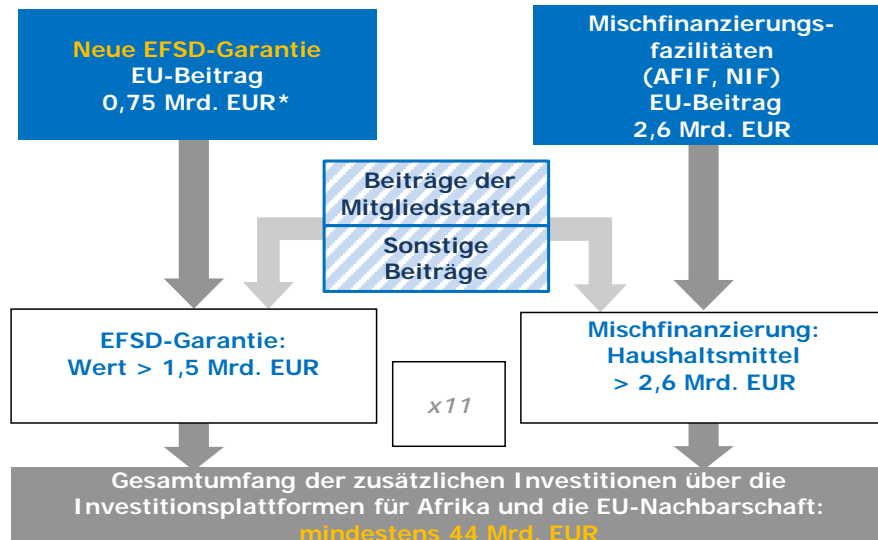 Neue EFSD-Garantie
EU-Beitrag
0,75 Mrd. EUR*
Mischfinanzierungs-
fazilitäten
(AFIF, NIF)
EU-Beitrag
2,6 Mrd. EUR
Beiträge der
Mitgliedstaaten
Sonstige
Beiträge
EFSD-Garantie:
Wert > 1,5 Mrd. EUR
x11
Mischfinanzierung:
Haushaltsmittel
> 2,6 Mrd. EUR
Gesamtumfang der zusätzlichen Investitionen über die
Investitionsplattformen für Afrika und die EU-Nachbarschaft:
mindestens 44 Mrd. EUR